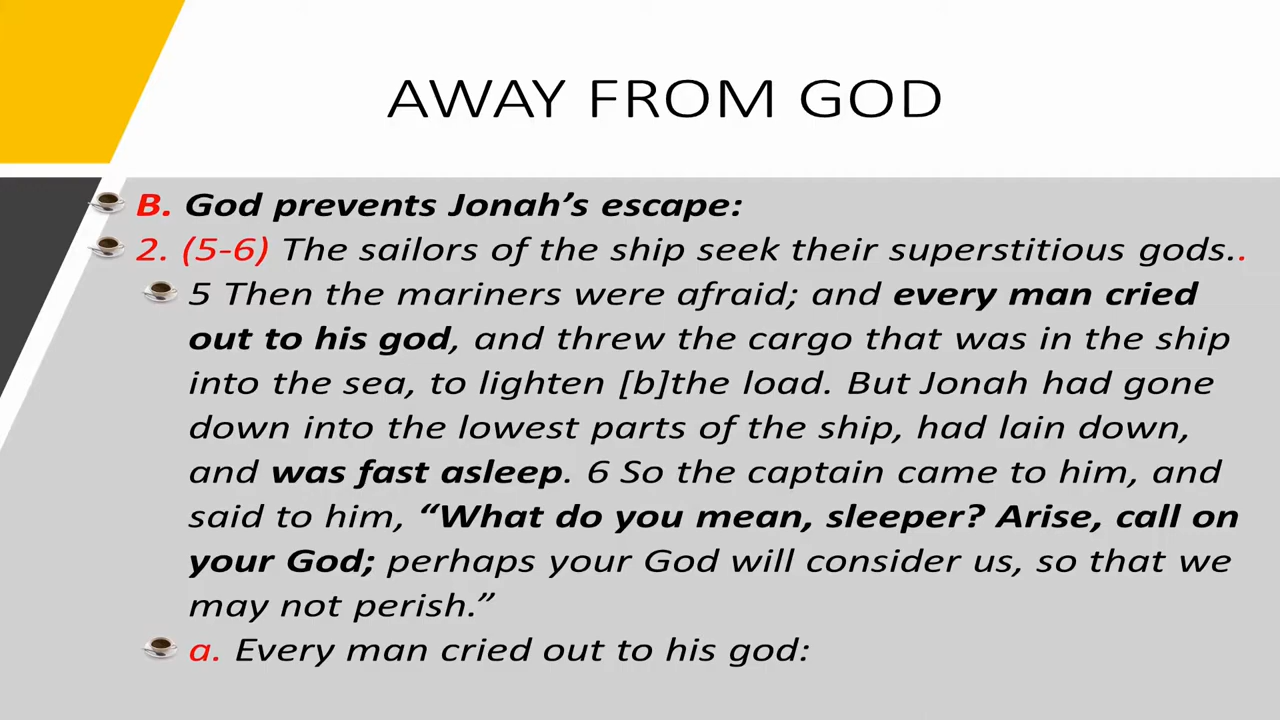 AWAY FROM GOD
B. God prevents Jonah’s escape:
2. (5-6) The sailors of the ship seek their superstitious gods..
5 Then the mariners were afraid; and every man cried
out to his god, and threw the cargo that was in the ship
into the sea, to lighten [b]the load. But Jonah had gone
down into the lowest parts of the ship, had lain down,
and was fast asleep. 6 So the captain came to him, and
said to him, “What do you mean, sleeper? Arise, call on
your God; perhaps your God will consider us, so that we
may not perish.”
a. Every man cried out to his god: